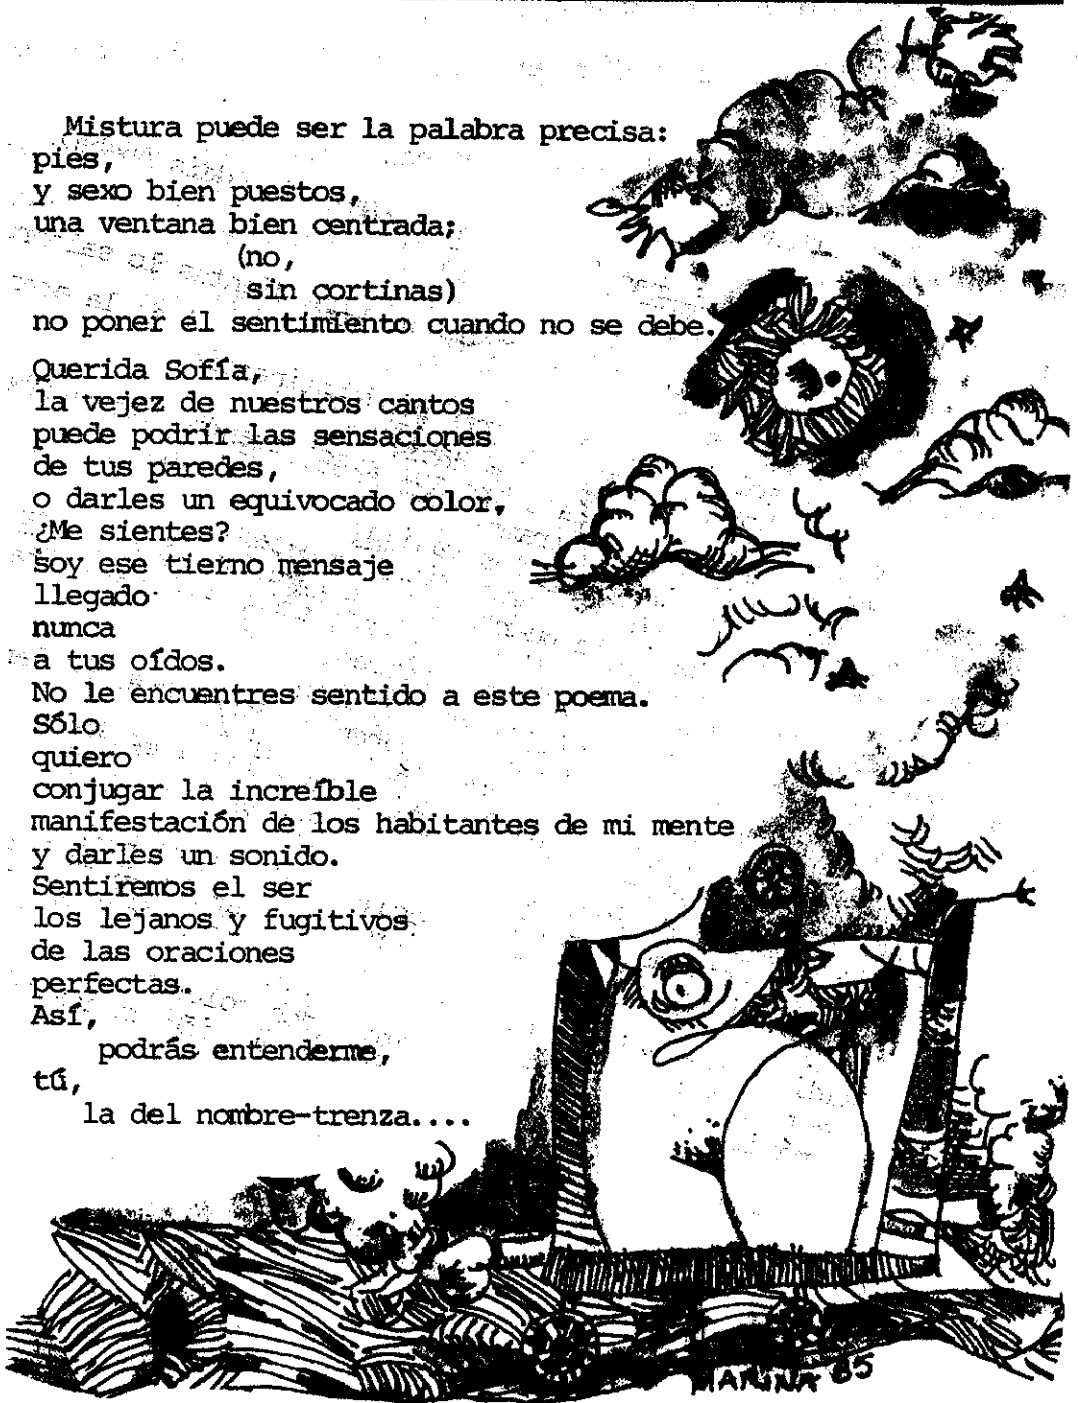 Mistura puede ser la palabra precisa:
pies,
y sexo bien puestos,
una ventana bien centrada;
(no,
sin cortinas)
no poner el sentimiento cuando no se debe.
Querida Sofía,
la vejez de nuestros cantos
puede podrir las sensaciones
de tus paredes,
o darles un equivocado color,
¿Me sientes?
soy ese tierno mensaje
llegado
nunca
a tus oídos.
No le encuentres sentido a este poema.
Sólo
quiero
conjugar la increíble
manifestación de los habitantes de mi mente
y darles un sonido.
Sentiremos el ser
los lejanos y fugitivos
de las oraciones
perfectas.
Así,
podrás entenderme,
tú,
la del nombre-trenza....
MARINA 85